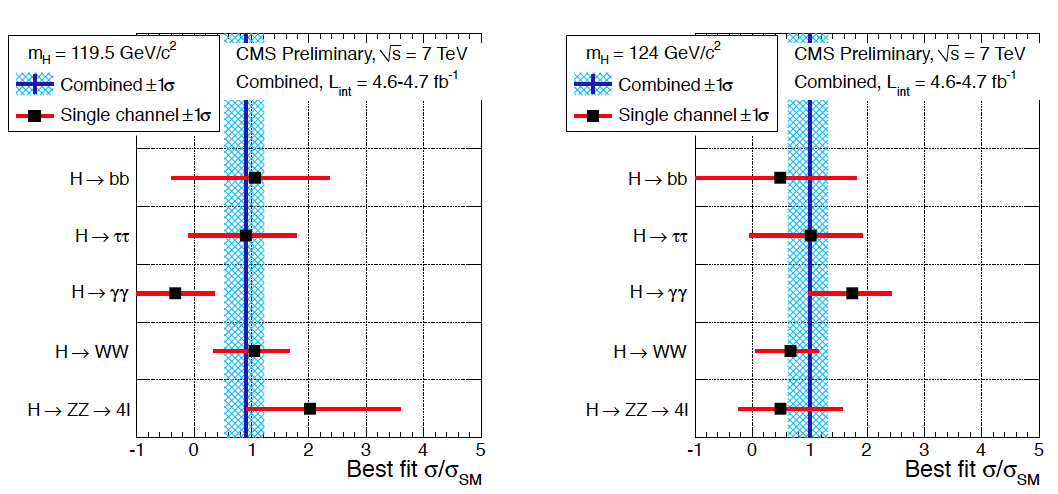 m_H = 119.5 GeV/c²
Combined ±1σ
Single channel ±1σ
CMS Preliminary, √s = 7 TeV
Combined, L_int = 4.6-4.7 fb⁻¹
H → bb
H → ττ
H → γγ
H → WW
H → ZZ → 4l
-1 0 1 2 3 4 5
Best fit σ/σ_SM
m_H = 124 GeV/c²
Combined ±1σ
Single channel ±1σ
CMS Preliminary, √s = 7 TeV
Combined, L_int = 4.6-4.7 fb⁻¹
H → bb
H → ττ
H → γγ
H → WW
H → ZZ → 4l
-1 0 1 2 3 4 5
Best fit σ/σ_SM